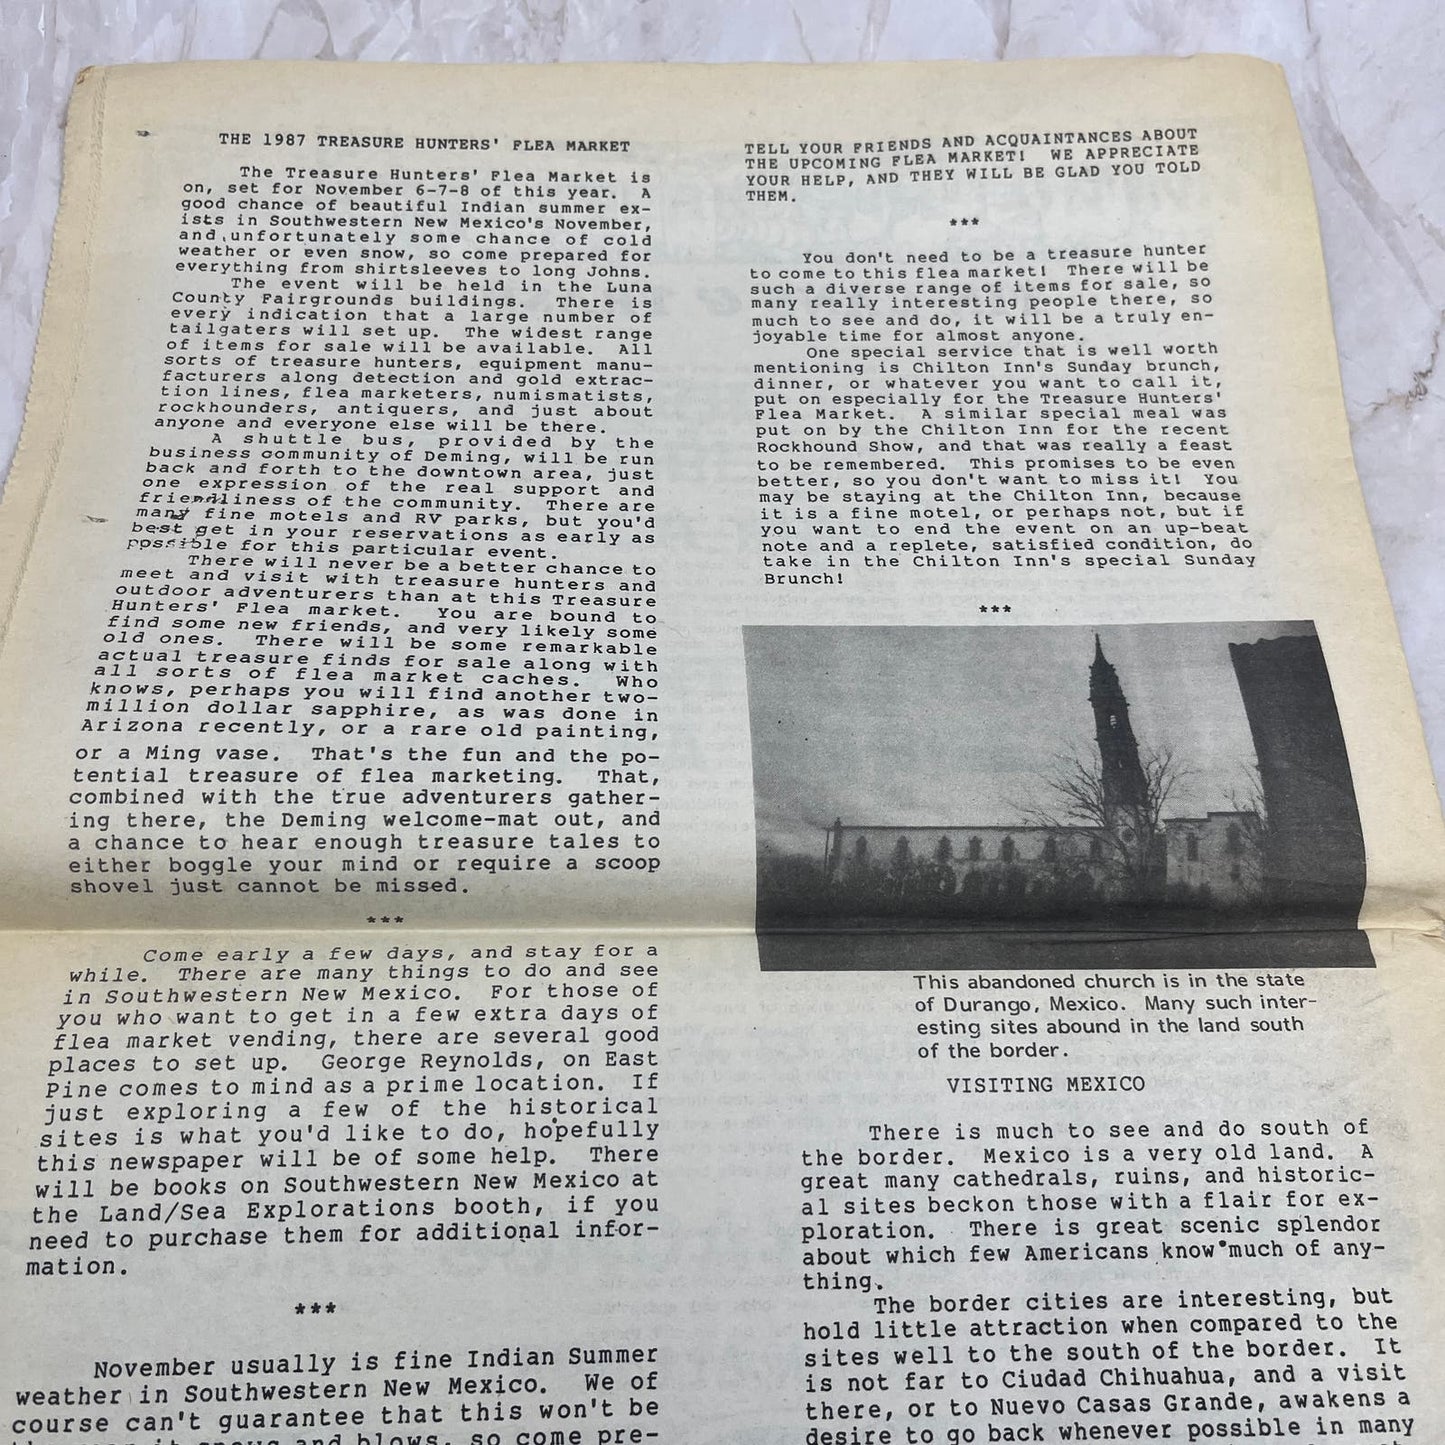 THE 1987 TREASURE HUNTERS' FLEA MARKET
The Treasure Hunters' Flea Market is
on, set for November 6-7-8 of this year. A
good chance of beautiful Indian summer ex-
ists in Southwestern New Mexico's November,
and unfortunately some chance of cold
weather or even snow, so come prepared for
everything from shirtsleeves to long Johns.
The event will be held in the Luna
County Fairgrounds buildings. There is
every indication that a large number of
tailgaters will set up. The widest range
of items for sale will be available. All
sorts of treasure hunters, equipment manu-
facturers along detection and gold extrac-
tion lines, flea marketers, numismatists,
rockhounders, antiquers, and just about
anyone and everyone else will be there.
A shuttle bus, provided by the
business community of Deming, will be run
back and forth to the downtown area, just
one expression of the real support and
friendliness of the community. There are
many fine motels and RV parks, but you'd
best get in your reservations as early as
possible for this particular event.
There will never be a better chance to
meet and visit with treasure hunters and
outdoor adventurers than at this Treasure
Hunters' Flea market. You are bound to
find some new friends, and very likely some
old ones. There will be some remarkable
actual treasure finds for sale along with
all sorts of flea market caches. Who
knows, perhaps you will find another two-
million dollar sapphire, as was done in
Arizona recently, or a rare old painting,
or a Ming vase. That's the fun and the po-
tential treasure of flea marketing. That,
combined with the true adventurers gather-
ing there, the Deming welcome-mat out, and
a chance to hear enough treasure tales to
either boggle your mind or require a scoop
shovel just cannot be missed.
***
Come early a few days, and stay for a
while. There are many things to do and see
in Southwestern New Mexico. For those of
you who want to get in a few extra days of
flea market vending, there are several good
places to set up. George Reynolds, on East
Pine comes to mind as a prime location. If
just exploring a few of the historical
sites is what you'd like to do, hopefully
this newspaper will be of some help. There
will be books on Southwestern New Mexico at
the Land/Sea Explorations booth, if you
need to purchase them for additional infor-
mation.
***
November usually is fine Indian Summer
weather in Southwestern New Mexico. We of
course can't guarantee that this won't be
the year it snows and blows, so come pre-
TELL YOUR FRIENDS AND ACQUAINTANCES ABOUT
THE UPCOMING FLEA MARKET! WE APPRECIATE
YOUR HELP, AND THEY WILL BE GLAD YOU TOLD
THEM.
***
You don't need to be a treasure hunter
to come to this flea market! There will be
such a diverse range of items for sale, so
many really interesting people there, so
much to see and do, it will be a truly en-
joyable time for almost anyone.
One special service that is well worth
mentioning is Chilton Inn's Sunday brunch,
dinner, or whatever you want to call it,
put on especially for the Treasure Hunters'
Flea Market. A similar special meal was
put on by the Chilton Inn for the recent
Rockhound Show, and that was really a feast
to be remembered. This promises to be even
better, so you don't want to miss it! You
may be staying at the Chilton Inn, because
it is a fine motel, or perhaps not, but if
you want to end the event on an up-beat
note and a replete, satisfied condition, do
take in the Chilton Inn's special Sunday
Brunch!
***
This abandoned church is in the state
of Durango, Mexico. Many such inter-
esting sites abound in the land south
of the border.
VISITING MEXICO
There is much to see and do south of
the border. Mexico is a very old land. A
great many cathedrals, ruins, and historic-
al sites beckon those with a flair for ex-
ploration. There is great scenic splendor
about which few Americans know much of any-
thing.
The border cities are interesting, but
hold little attraction when compared to the
sites well to the south of the border. It
is not far to Ciudad Chihuahua, and a visit
there, or to Nuevo Casas Grande, awakens a
desire to go back whenever possible in many